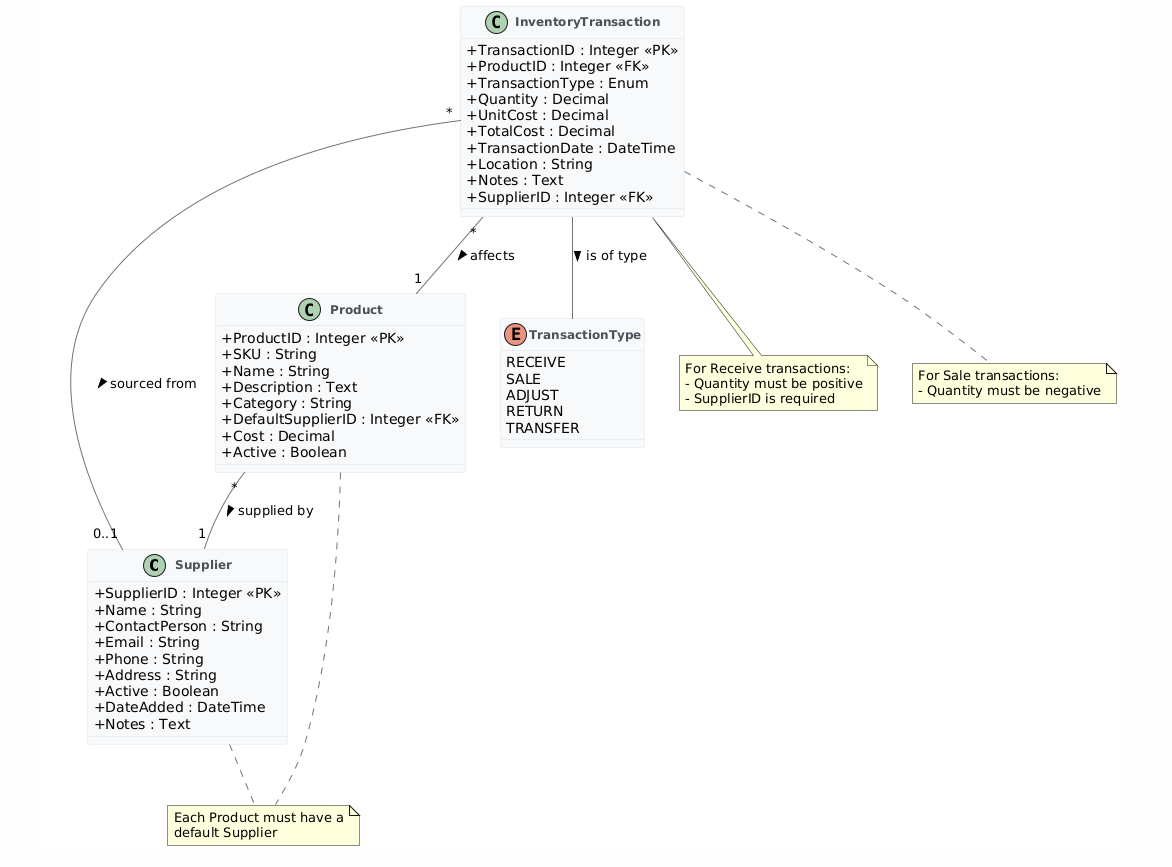 C InventoryTransaction
+TransactionID : Integer «PK»
+ProductID : Integer «FK»
+TransactionType : Enum
+Quantity : Decimal
+UnitCost : Decimal
+TotalCost : Decimal
+TransactionDate : DateTime
+Location : String
+Notes : Text
+SupplierID : Integer «FK»
*
*
affects
is of type
1
C Product
+ProductID : Integer «PK»
+SKU : String
+Name : String
+Description : Text
+Category : String
+DefaultSupplierID : Integer «FK»
+Cost : Decimal
+Active : Boolean
E TransactionType
RECEIVE
SALE
ADJUST
RETURN
TRANSFER
For Receive transactions:
- Quantity must be positive
- SupplierID is required
For Sale transactions:
- Quantity must be negative
sourced from
*
supplied by
0..1
1
C Supplier
+SupplierID : Integer «PK»
+Name : String
+ContactPerson : String
+Email : String
+Phone : String
+Address : String
+Active : Boolean
+DateAdded : DateTime
+Notes : Text
Each Product must have a
default Supplier